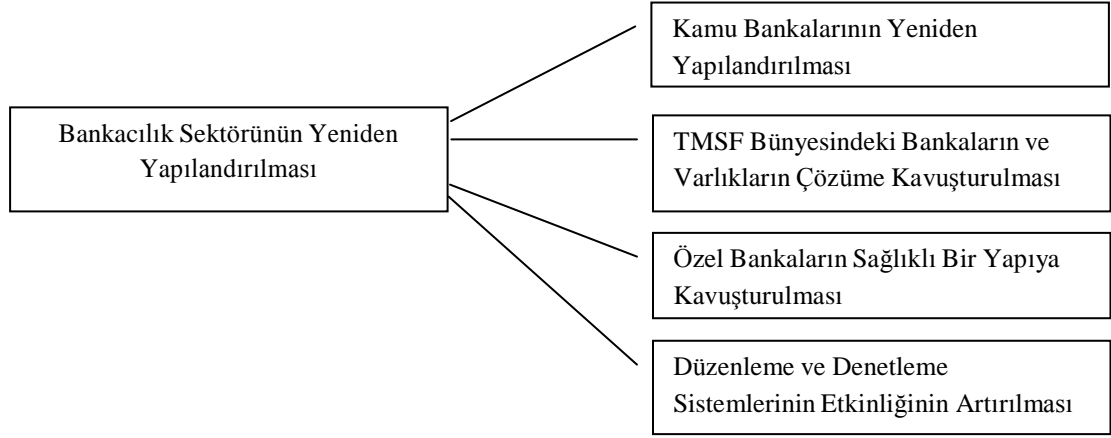 Bankacılık Sektörünün Yeniden
Yapılandırılması
Kamu Bankalarının Yeniden
Yapılandırılması
TMSF Bünyesindeki Bankaların ve
Varlıkların Çözüme Kavuşturulması
Özel Bankaların Sağlıklı Bir Yapıya
Kavuşturulması
Düzenleme ve Denetleme
Sistemlerinin Etkinliğinin Artırılması